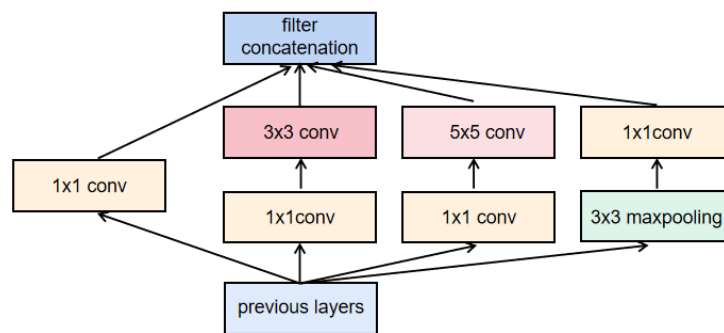 filter
concatenation
3x3 conv
5x5 conv
1x1conv
1x1 conv
1x1conv
1x1 conv
3x3 maxpooling
previous layers